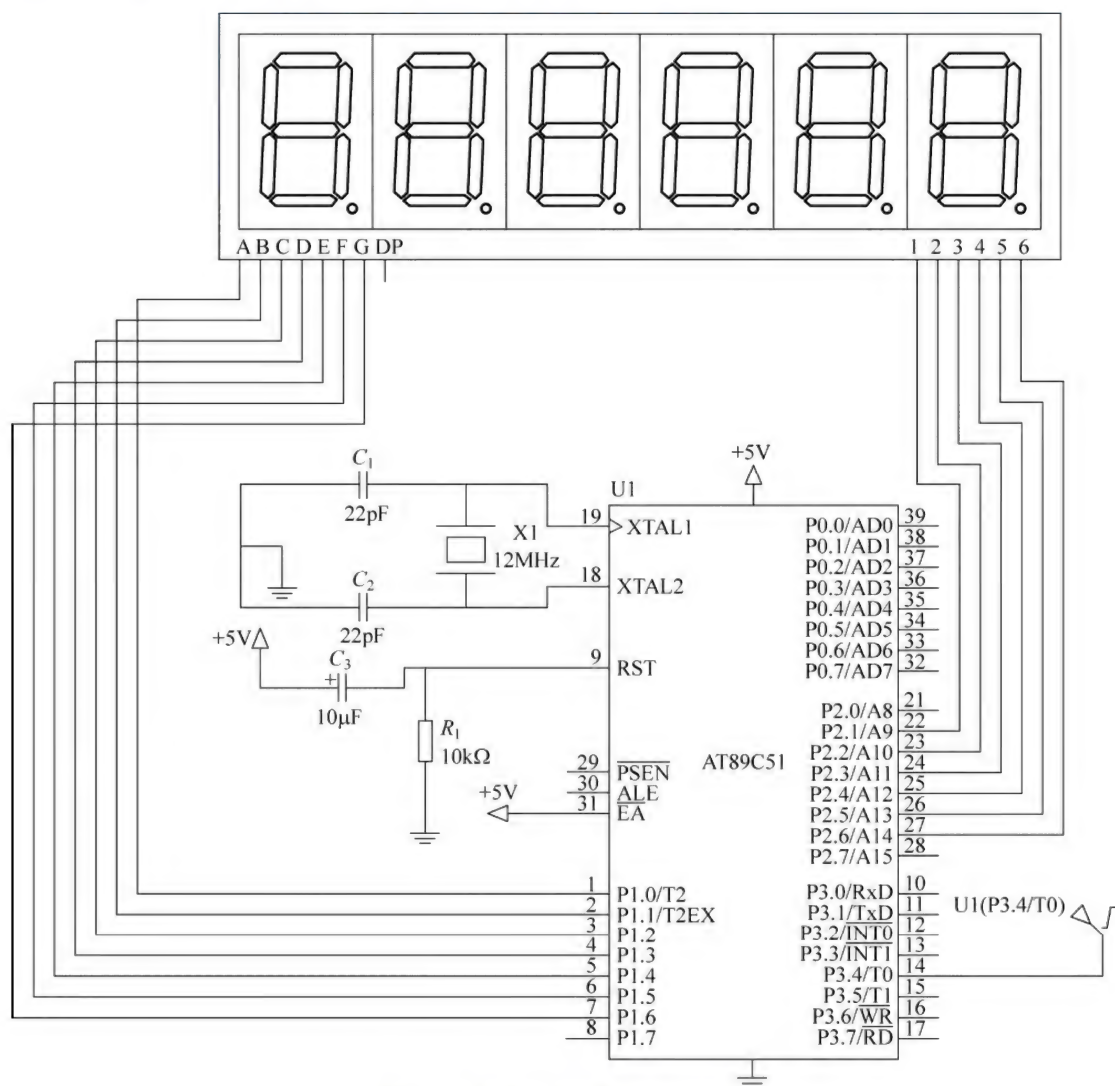 A B C D E F G DP
1 2 3 4 5 6
C1
22pF
X1
12MHz
C2
22pF
+5V
C3
+
10μF
R1
10kΩ
+5V
+5V
U1
AT89C51
19 XTAL1
18 XTAL2
9 RST
29 P̅S̅E̅N̅
30 ALE
31 E̅A̅
1 P1.0/T2
2 P1.1/T2EX
3 P1.2
4 P1.3
5 P1.4
6 P1.5
7 P1.6
8 P1.7
P0.0/AD0 39
P0.1/AD1 38
P0.2/AD2 37
P0.3/AD3 36
P0.4/AD4 35
P0.5/AD5 34
P0.6/AD6 33
P0.7/AD7 32
P2.0/A8 21
P2.1/A9 22
P2.2/A10 23
P2.3/A11 24
P2.4/A12 25
P2.5/A13 26
P2.6/A14 27
P2.7/A15 28
P3.0/RxD 10
P3.1/TxD 11
P3.2/I̅N̅T̅0̅ 12
P3.3/I̅N̅T̅1̅ 13
P3.4/T0 14
P3.5/T1 15
P3.6/W̅R̅ 16
P3.7/R̅D̅ 17
U1(P3.4/T0)